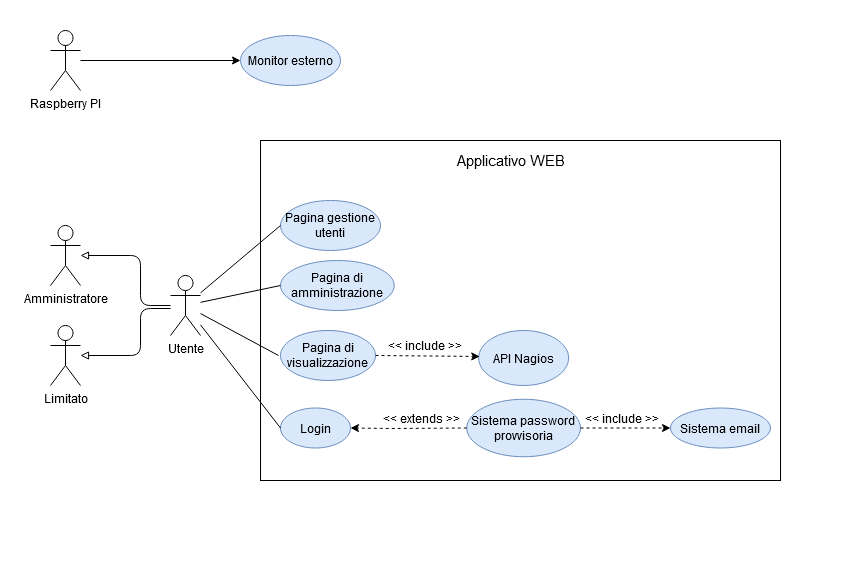 Monitor esterno
Raspberry PI
Applicativo WEB
Pagina gestione
utenti
Pagina di
amministrazione
Amministratore
Utente
Pagina di
visualizzazione
<< include >>
API Nagios
Limitato
Login
<< extends >>
Sistema password
provvisoria
<< include >>
Sistema email